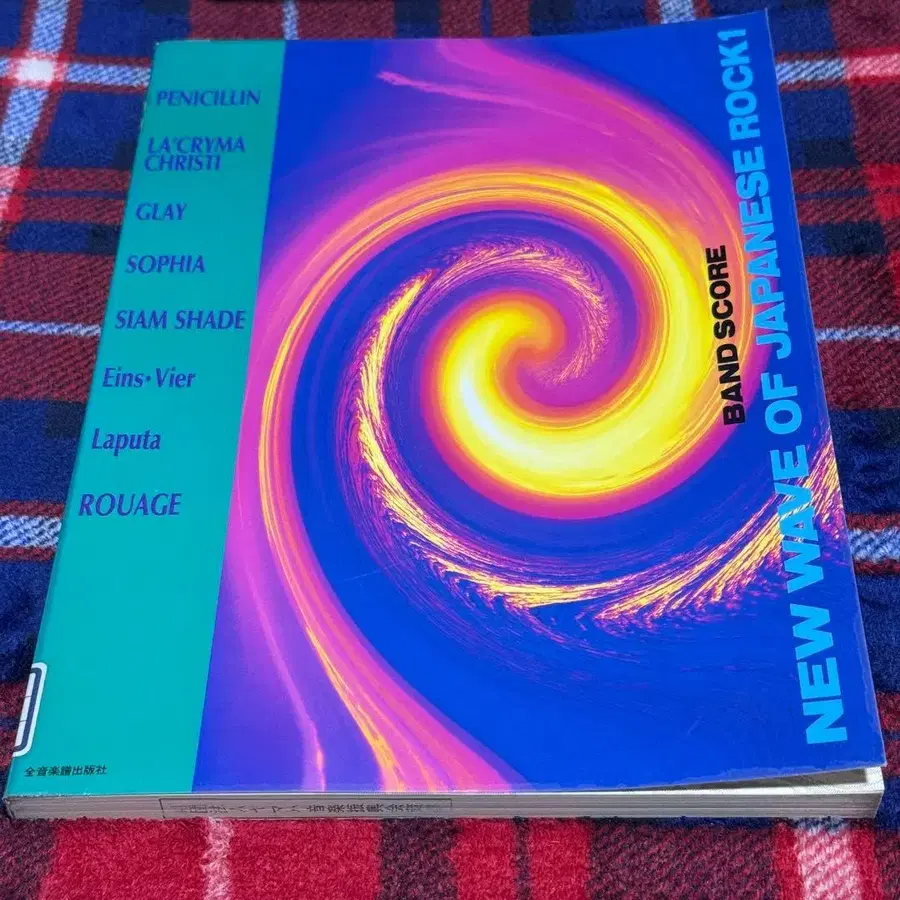 PENICILLIN
LA'CRYMA
CHRISTI
GLAY
SOPHIA
SIAM SHADE
Eins・Vier
Laputa
ROUAGE
BAND SCORE
NEW WAVE OF JAPANESE ROCK1
全音楽譜出版社